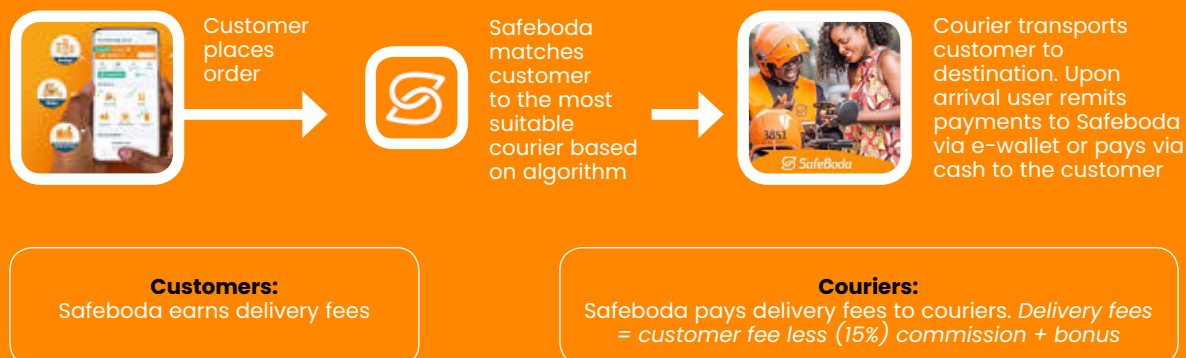 Customer
places
order
Safeboda
matches
customer
to the most
suitable
courier based
on algorithm
3851
SafeBoda
Courier transports
customer to
destination. Upon
arrival user remits
payments to Safeboda
via e-wallet or pays via
cash to the customer
Customers:
Safeboda earns delivery fees
Couriers:
Safeboda pays delivery fees to couriers. Delivery fees
= customer fee less (15%) commission + bonus